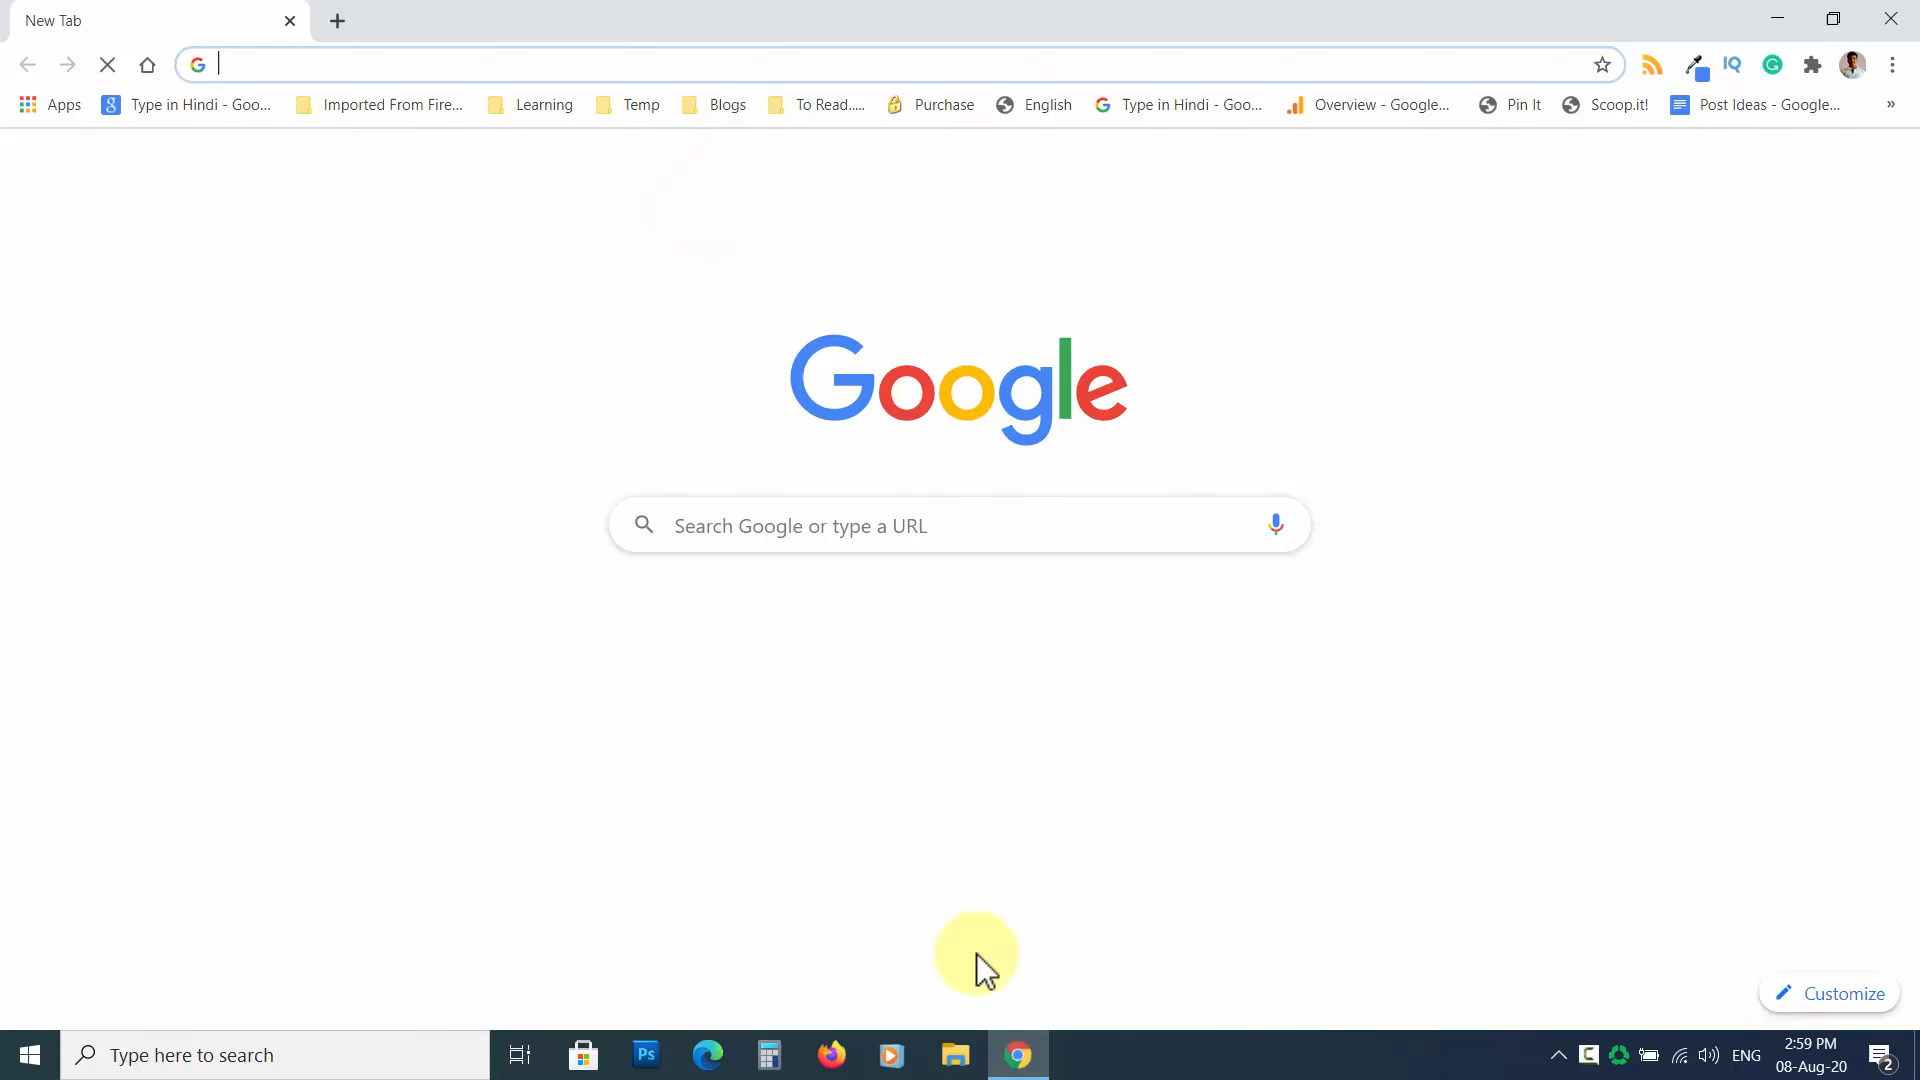 New Tab
Apps
Type in Hindi - Goo...
Imported From Fire...
Learning
Temp
Blogs
To Read.....
Purchase
English
Type in Hindi - Goo...
Overview - Google...
Pin It
Scoop.it!
Post Ideas - Google...
»
Google
Search Google or type a URL
Customize
Type here to search
Ps
ENG
2:59 PM
08-Aug-20
2